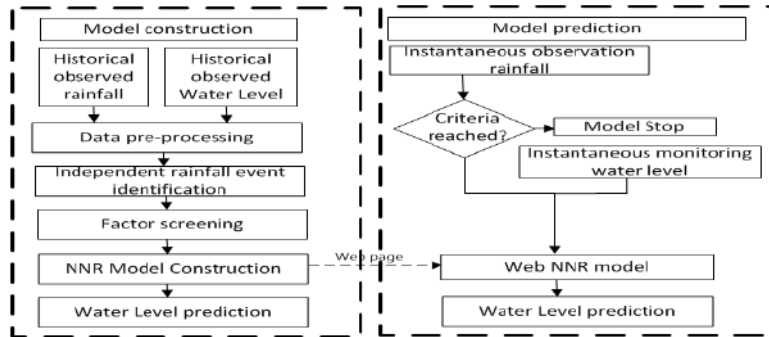 Model construction
Historical
observed
rainfall
Historical
observed
Water Level
Data pre-processing
Independent rainfall event
identification
Factor screening
NNR Model Construction
Water Level prediction
Web page
Model prediction
Instantaneous observation
rainfall
Criteria
reached?
Model Stop
Instantaneous monitoring
water level
Web NNR model
Water Level prediction